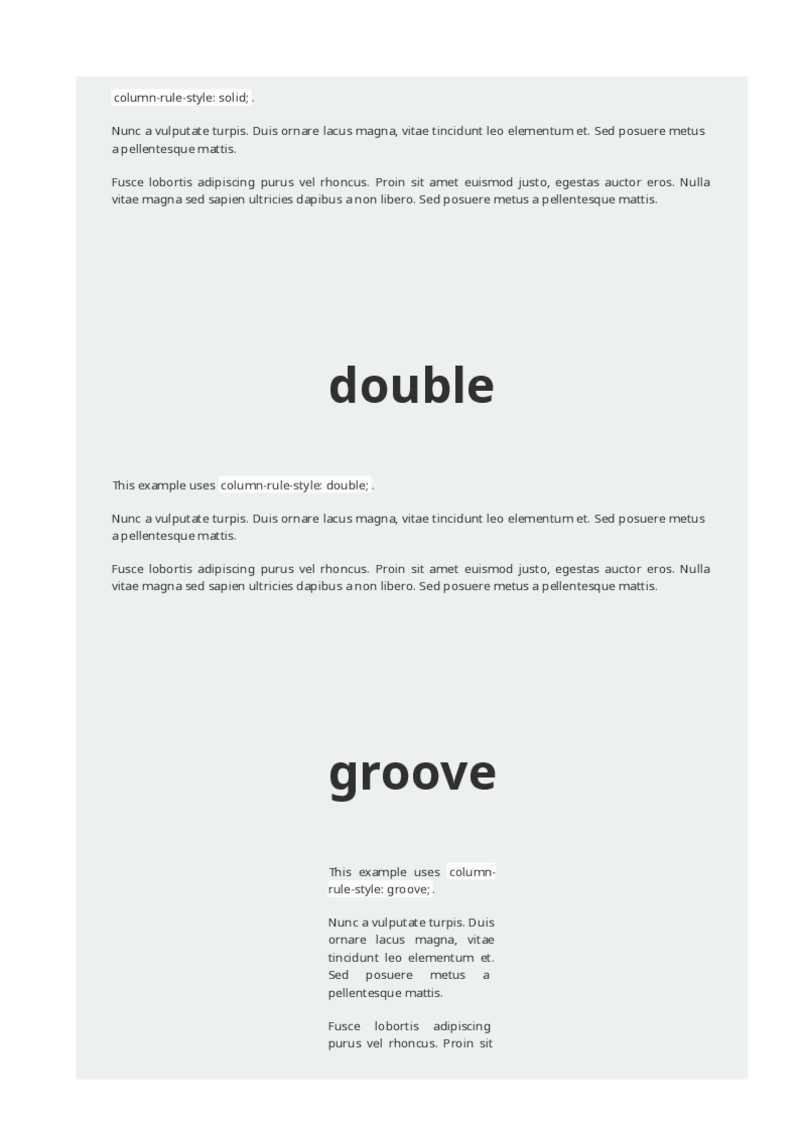 column-rule-style: solid; .
Nunc a vulputate turpis. Duis ornare lacus magna, vitae tincidunt leo elementum et. Sed posuere metus
a pellentesque mattis.
Fusce lobortis adipiscing purus vel rhoncus. Proin sit amet euismod justo, egestas auctor eros. Nulla
vitae magna sed sapien ultricies dapibus a non libero. Sed posuere metus a pellentesque mattis.
double
This example uses column-rule-style: double; .
Nunc a vulputate turpis. Duis ornare lacus magna, vitae tincidunt leo elementum et. Sed posuere metus
a pellentesque mattis.
Fusce lobortis adipiscing purus vel rhoncus. Proin sit amet euismod justo, egestas auctor eros. Nulla
vitae magna sed sapien ultricies dapibus a non libero. Sed posuere metus a pellentesque mattis.
groove
This example uses column-
rule-style: groove; .
Nunc a vulputate turpis. Duis
ornare lacus magna, vitae
tincidunt leo elementum et.
Sed posuere metus a
pellentesque mattis.
Fusce lobortis adipiscing
purus vel rhoncus. Proin sit